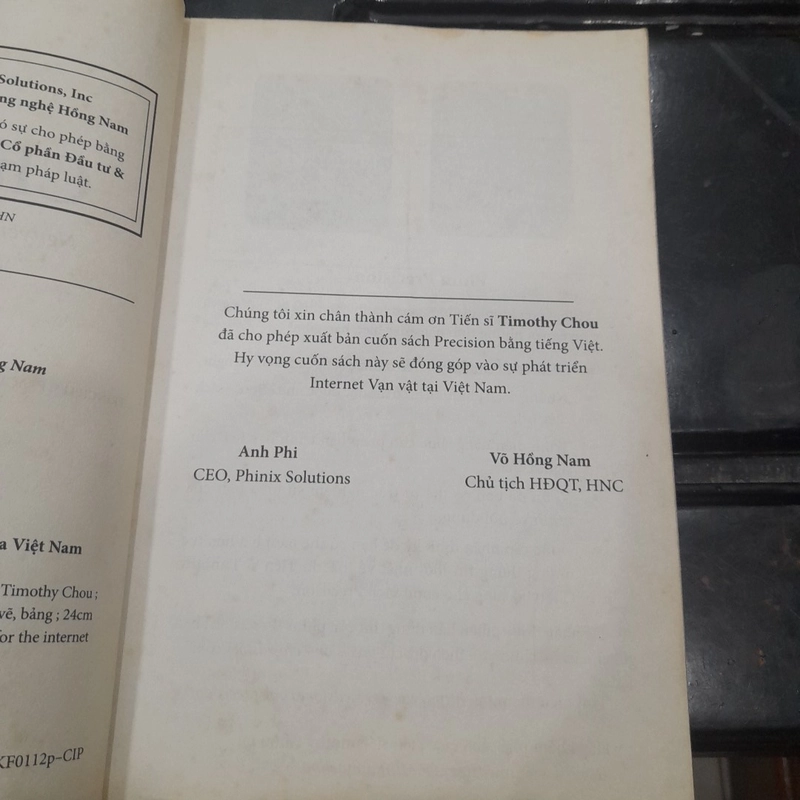 Solutions, Inc
ng nghệ Hồng Nam
ó sự cho phép bằng
Cổ phần Đầu tư &
ạm pháp luật.
HN
g Nam
a Việt Nam
Timothy Chou ;
vẽ, bảng ; 24cm
for the internet
KF0112p-CIP
Chúng tôi xin chân thành cám ơn Tiến sĩ Timothy Chou
đã cho phép xuất bản cuốn sách Precision bằng tiếng Việt.
Hy vọng cuốn sách này sẽ đóng góp vào sự phát triển
Internet Vạn vật tại Việt Nam.
Anh Phi
CEO, Phinix Solutions
Võ Hồng Nam
Chủ tịch HĐQT, HNC